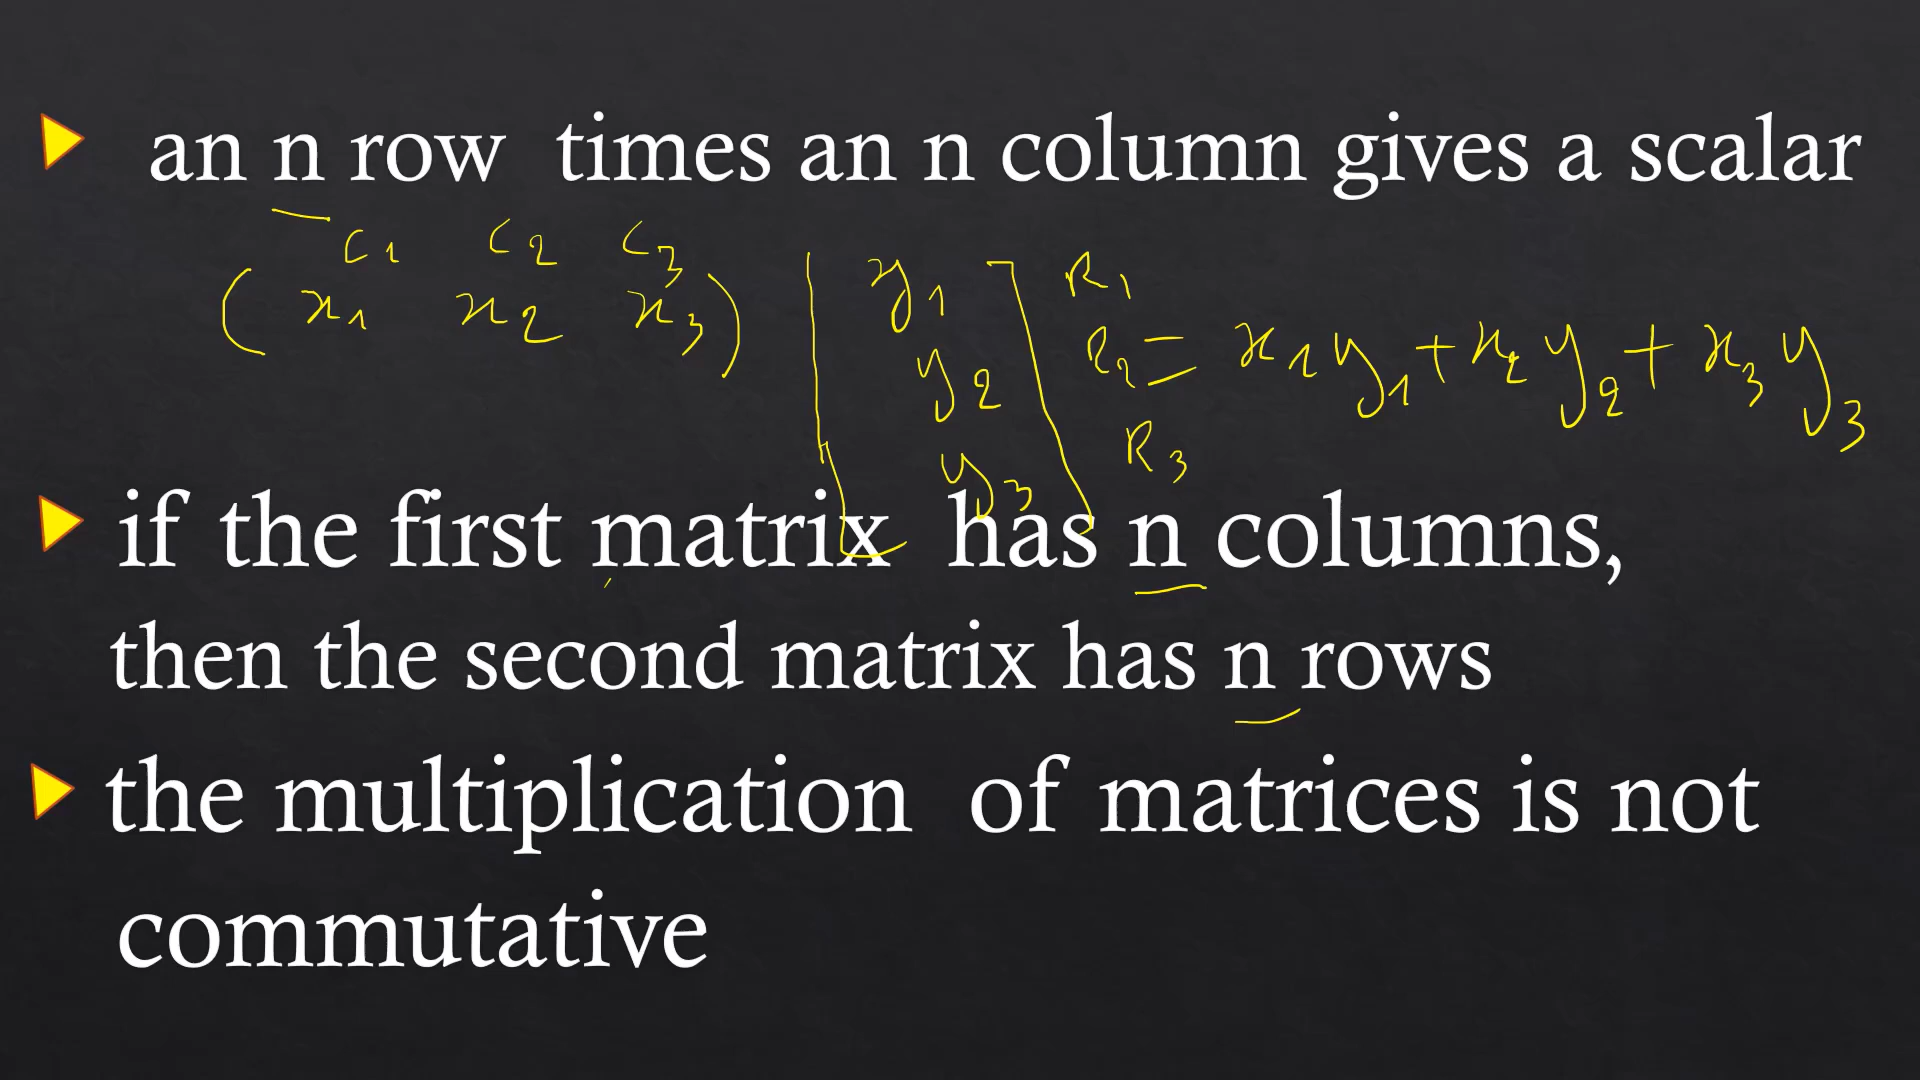 an n row times an n column gives a scalar
c1 c2 c3
( x1 x2 x3 ) [ y1 ] R1
y2 R2 = x1y1 + x2y2 + x3y3
y3 R3
if the first matrix has n columns,
then the second matrix has n rows
the multiplication of matrices is not
commutative